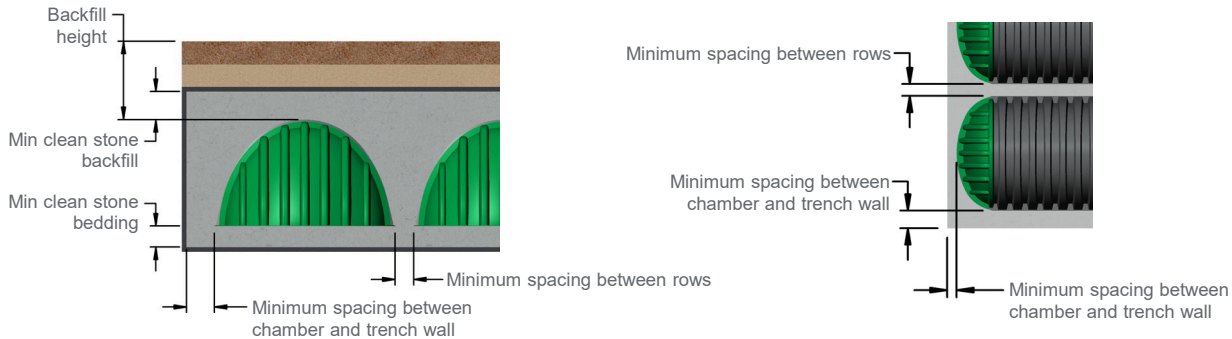 Backfill
height
Min clean stone
backfill
Min clean stone
bedding
Minimum spacing between rows
Minimum spacing between
chamber and trench wall
Minimum spacing between rows
Minimum spacing between
chamber and trench wall
Minimum spacing between
chamber and trench wall